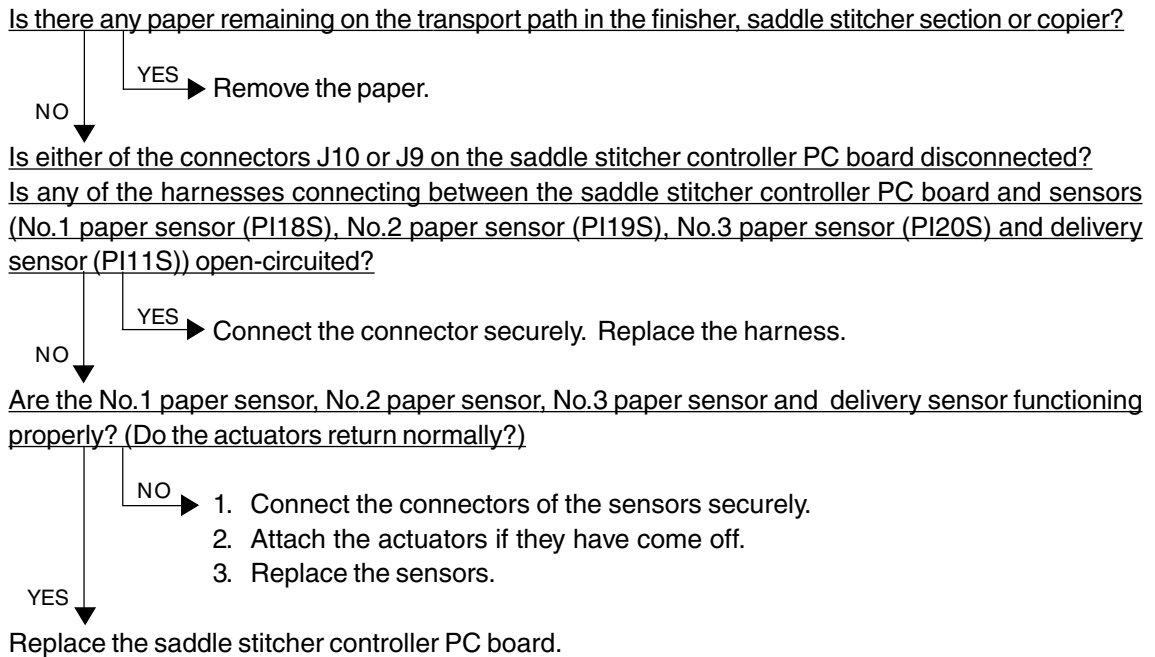 Is there any paper remaining on the transport path in the finisher, saddle stitcher section or copier?
YES
Remove the paper.
NO
Is either of the connectors J10 or J9 on the saddle stitcher controller PC board disconnected?
Is any of the harnesses connecting between the saddle stitcher controller PC board and sensors
(No.1 paper sensor (PI18S), No.2 paper sensor (PI19S), No.3 paper sensor (PI20S) and delivery
sensor (PI11S)) open-circuited?
YES
Connect the connector securely. Replace the harness.
NO
Are the No.1 paper sensor, No.2 paper sensor, No.3 paper sensor and delivery sensor functioning
properly? (Do the actuators return normally?)
NO
1. Connect the connectors of the sensors securely.
2. Attach the actuators if they have come off.
3. Replace the sensors.
YES
Replace the saddle stitcher controller PC board.